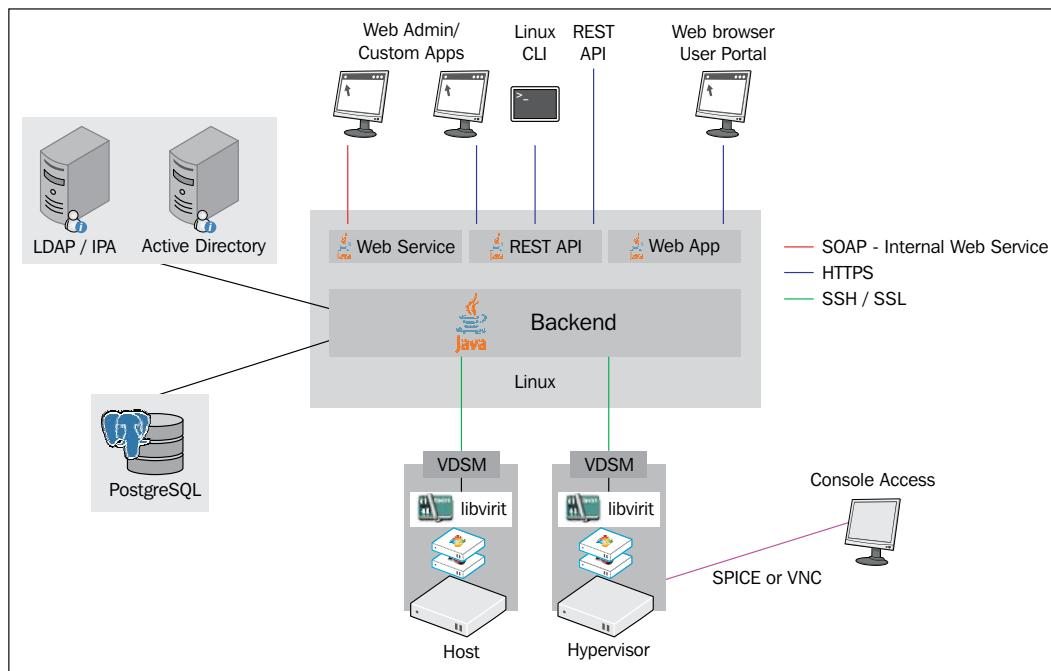 Web Admin/
Custom Apps
Linux
CLI
REST
API
Web browser
User Portal
>_
LDAP / IPA
Active Directory
Web Service
REST API
Web App
SOAP - Internal Web Service
HTTPS
SSH / SSL
Java
Backend
Linux
PostgreSQL
VDSM
VDSM
libvirit
libvirit
Console Access
SPICE or VNC
Host
Hypervisor